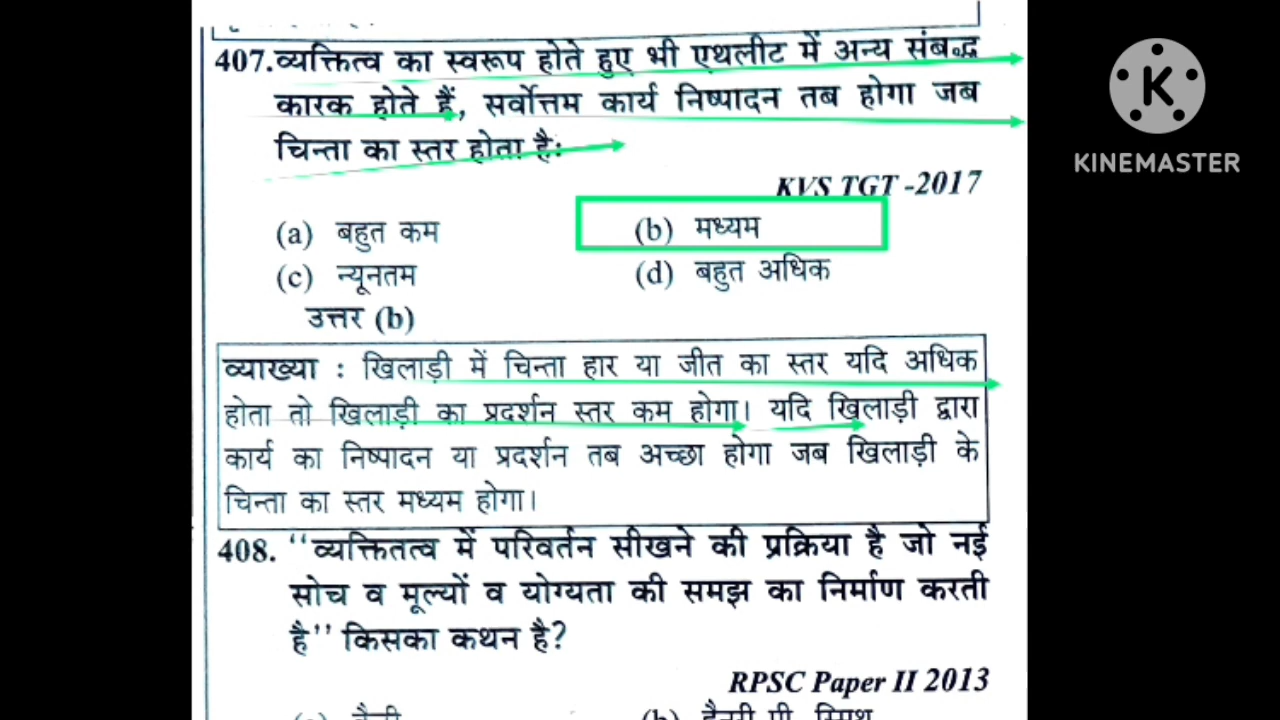 407.व्यक्तित्व का स्वरूप होते हुए भी एथलीट में अन्य संबद्ध
कारक होते हैं, सर्वोत्तम कार्य निष्पादन तब होगा जब
चिन्ता का स्तर होता है:
KVS TGT -2017
(a) बहुत कम
(b) मध्यम
(c) न्यूनतम
(d) बहुत अधिक
उत्तर (b)
व्याख्या : खिलाड़ी में चिन्ता हार या जीत का स्तर यदि अधिक
होता तो खिलाड़ी का प्रदर्शन स्तर कम होगा। यदि खिलाड़ी द्वारा
कार्य का निष्पादन या प्रदर्शन तब अच्छा होगा जब खिलाड़ी के
चिन्ता का स्तर मध्यम होगा।
408. ‘‘व्यक्तितत्व में परिवर्तन सीखने की प्रक्रिया है जो नई
सोच व मूल्यों व योग्यता की समझ का निर्माण करती
है’’ किसका कथन है?
RPSC Paper II 2013
K
KINEMASTER